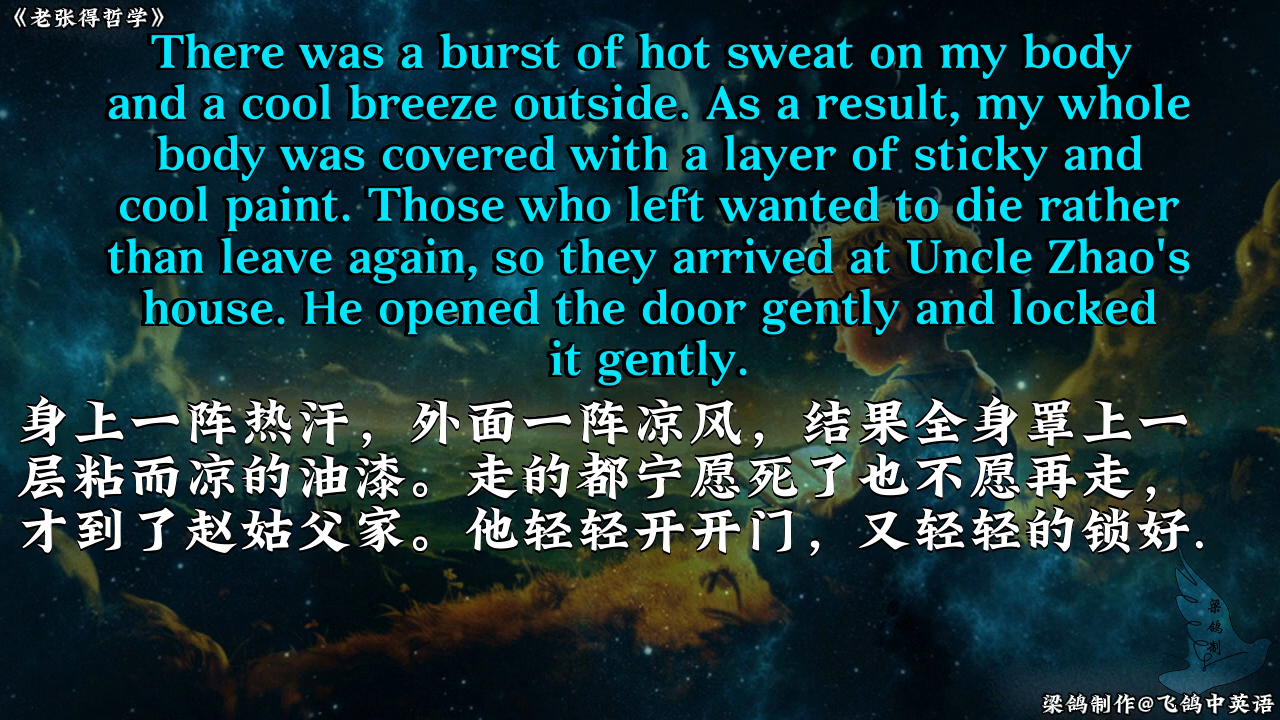 《老张得哲学》
There was a burst of hot sweat on my body
and a cool breeze outside. As a result, my whole
body was covered with a layer of sticky and
cool paint. Those who left wanted to die rather
than leave again, so they arrived at Uncle Zhao's
house. He opened the door gently and locked
it gently.
身上一阵热汗，外面一阵凉风，结果全身罩上一
层粘而凉的油漆。走的都宁愿死了也不愿再走，
才到了赵姑父家。他轻轻开开门，又轻轻的锁好.
梁鸽制
梁鸽制作@飞鸽中英语